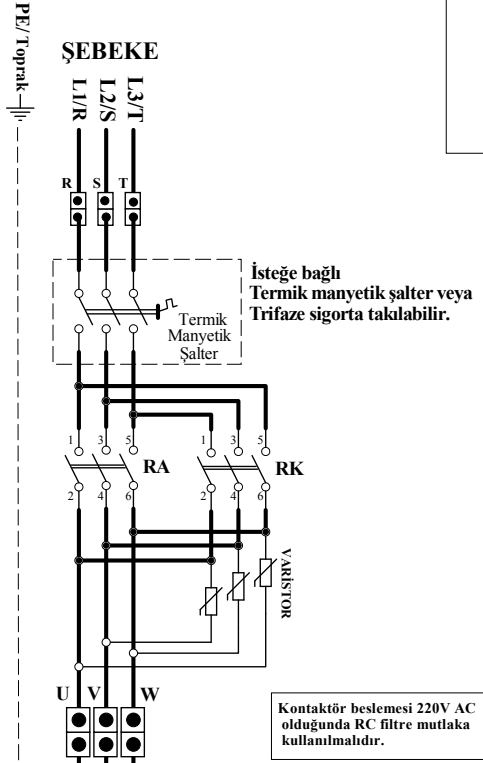 PE/Toprak
ŞEBEKE
L1/R
L2/S
L3/T
R S T
İsteğe bağlı
Termik manyetik şalter veya
Trifaze sigorta takılabilir.
Termik
Manyetik
Şalter
1 3 5
1 3 5
RA
RK
2 4 6
2 4 6
VARİSTOR
U V W
Kontaktör beslemesi 220V AC
olduğunda RC filtre mutlaka
kullanılmalıdır.